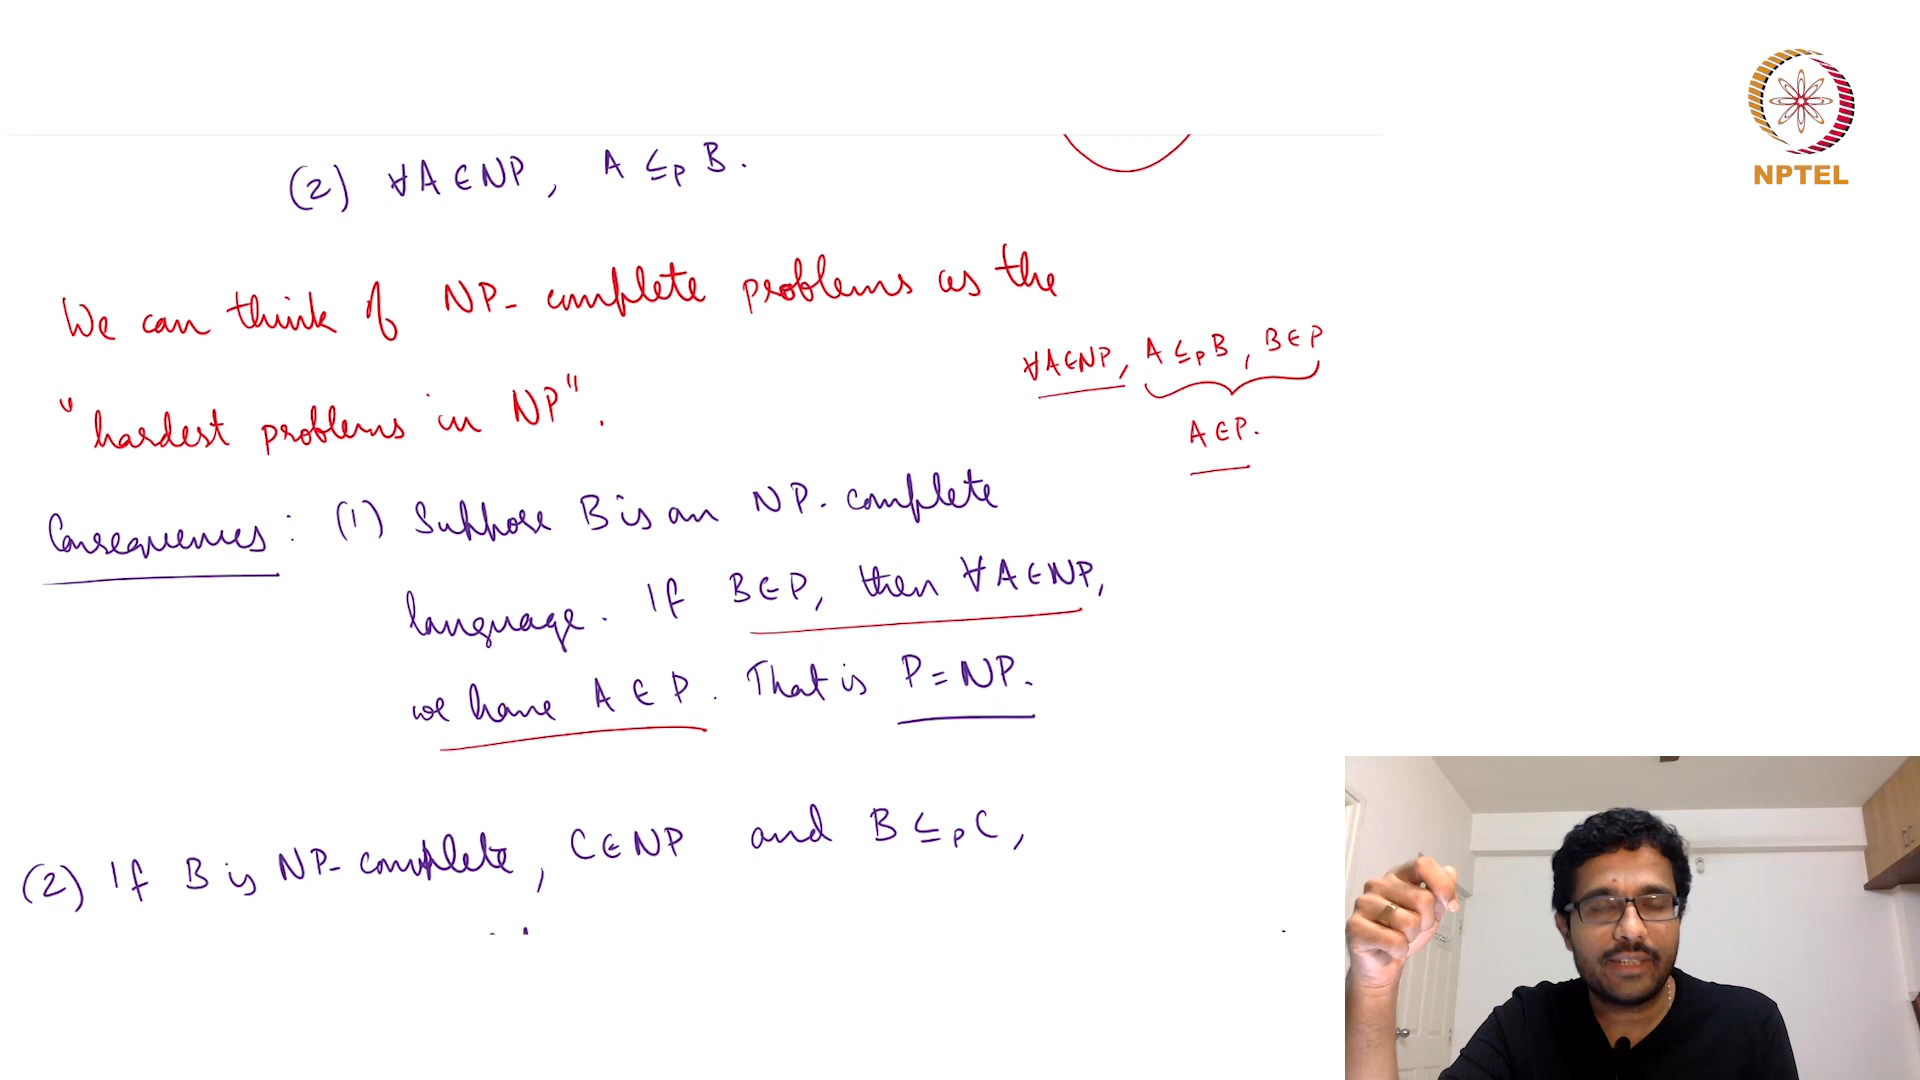 (2) ∀A∈NP, A ≤p B.
We can think of NP-complete problems as the
"hardest problems in NP".
∀A∈NP, A ≤p B, B∈P
A∈P.
Consequences: (1) Suppose B is an NP-complete
language. If B∈P, then ∀A∈NP,
we have A∈P. That is P=NP.
(2) If B is NP-complete, C∈NP and B ≤p C,
NPTEL